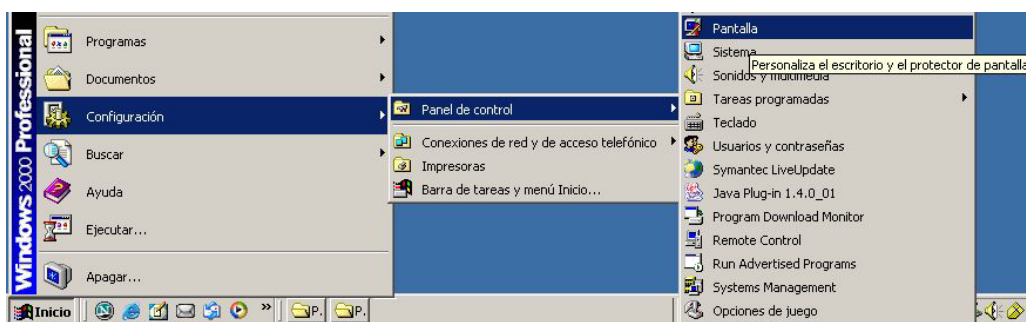 Windows 2000 Professional
Programas
Documentos
Configuración
Buscar
Ayuda
Ejecutar...
Apagar...
Panel de control
Conexiones de red y de acceso telefónico
Impresoras
Barra de tareas y menú Inicio...
Pantalla
Sistema
Personaliza el escritorio y el protector de pantalla
Sonidos y multimedia
Tareas programadas
Teclado
Usuarios y contraseñas
Symantec LiveUpdate
Java Plug-in 1.4.0_01
Program Download Monitor
Remote Control
Run Advertised Programs
Systems Management
Opciones de juego
Inicio
»
P.
P.